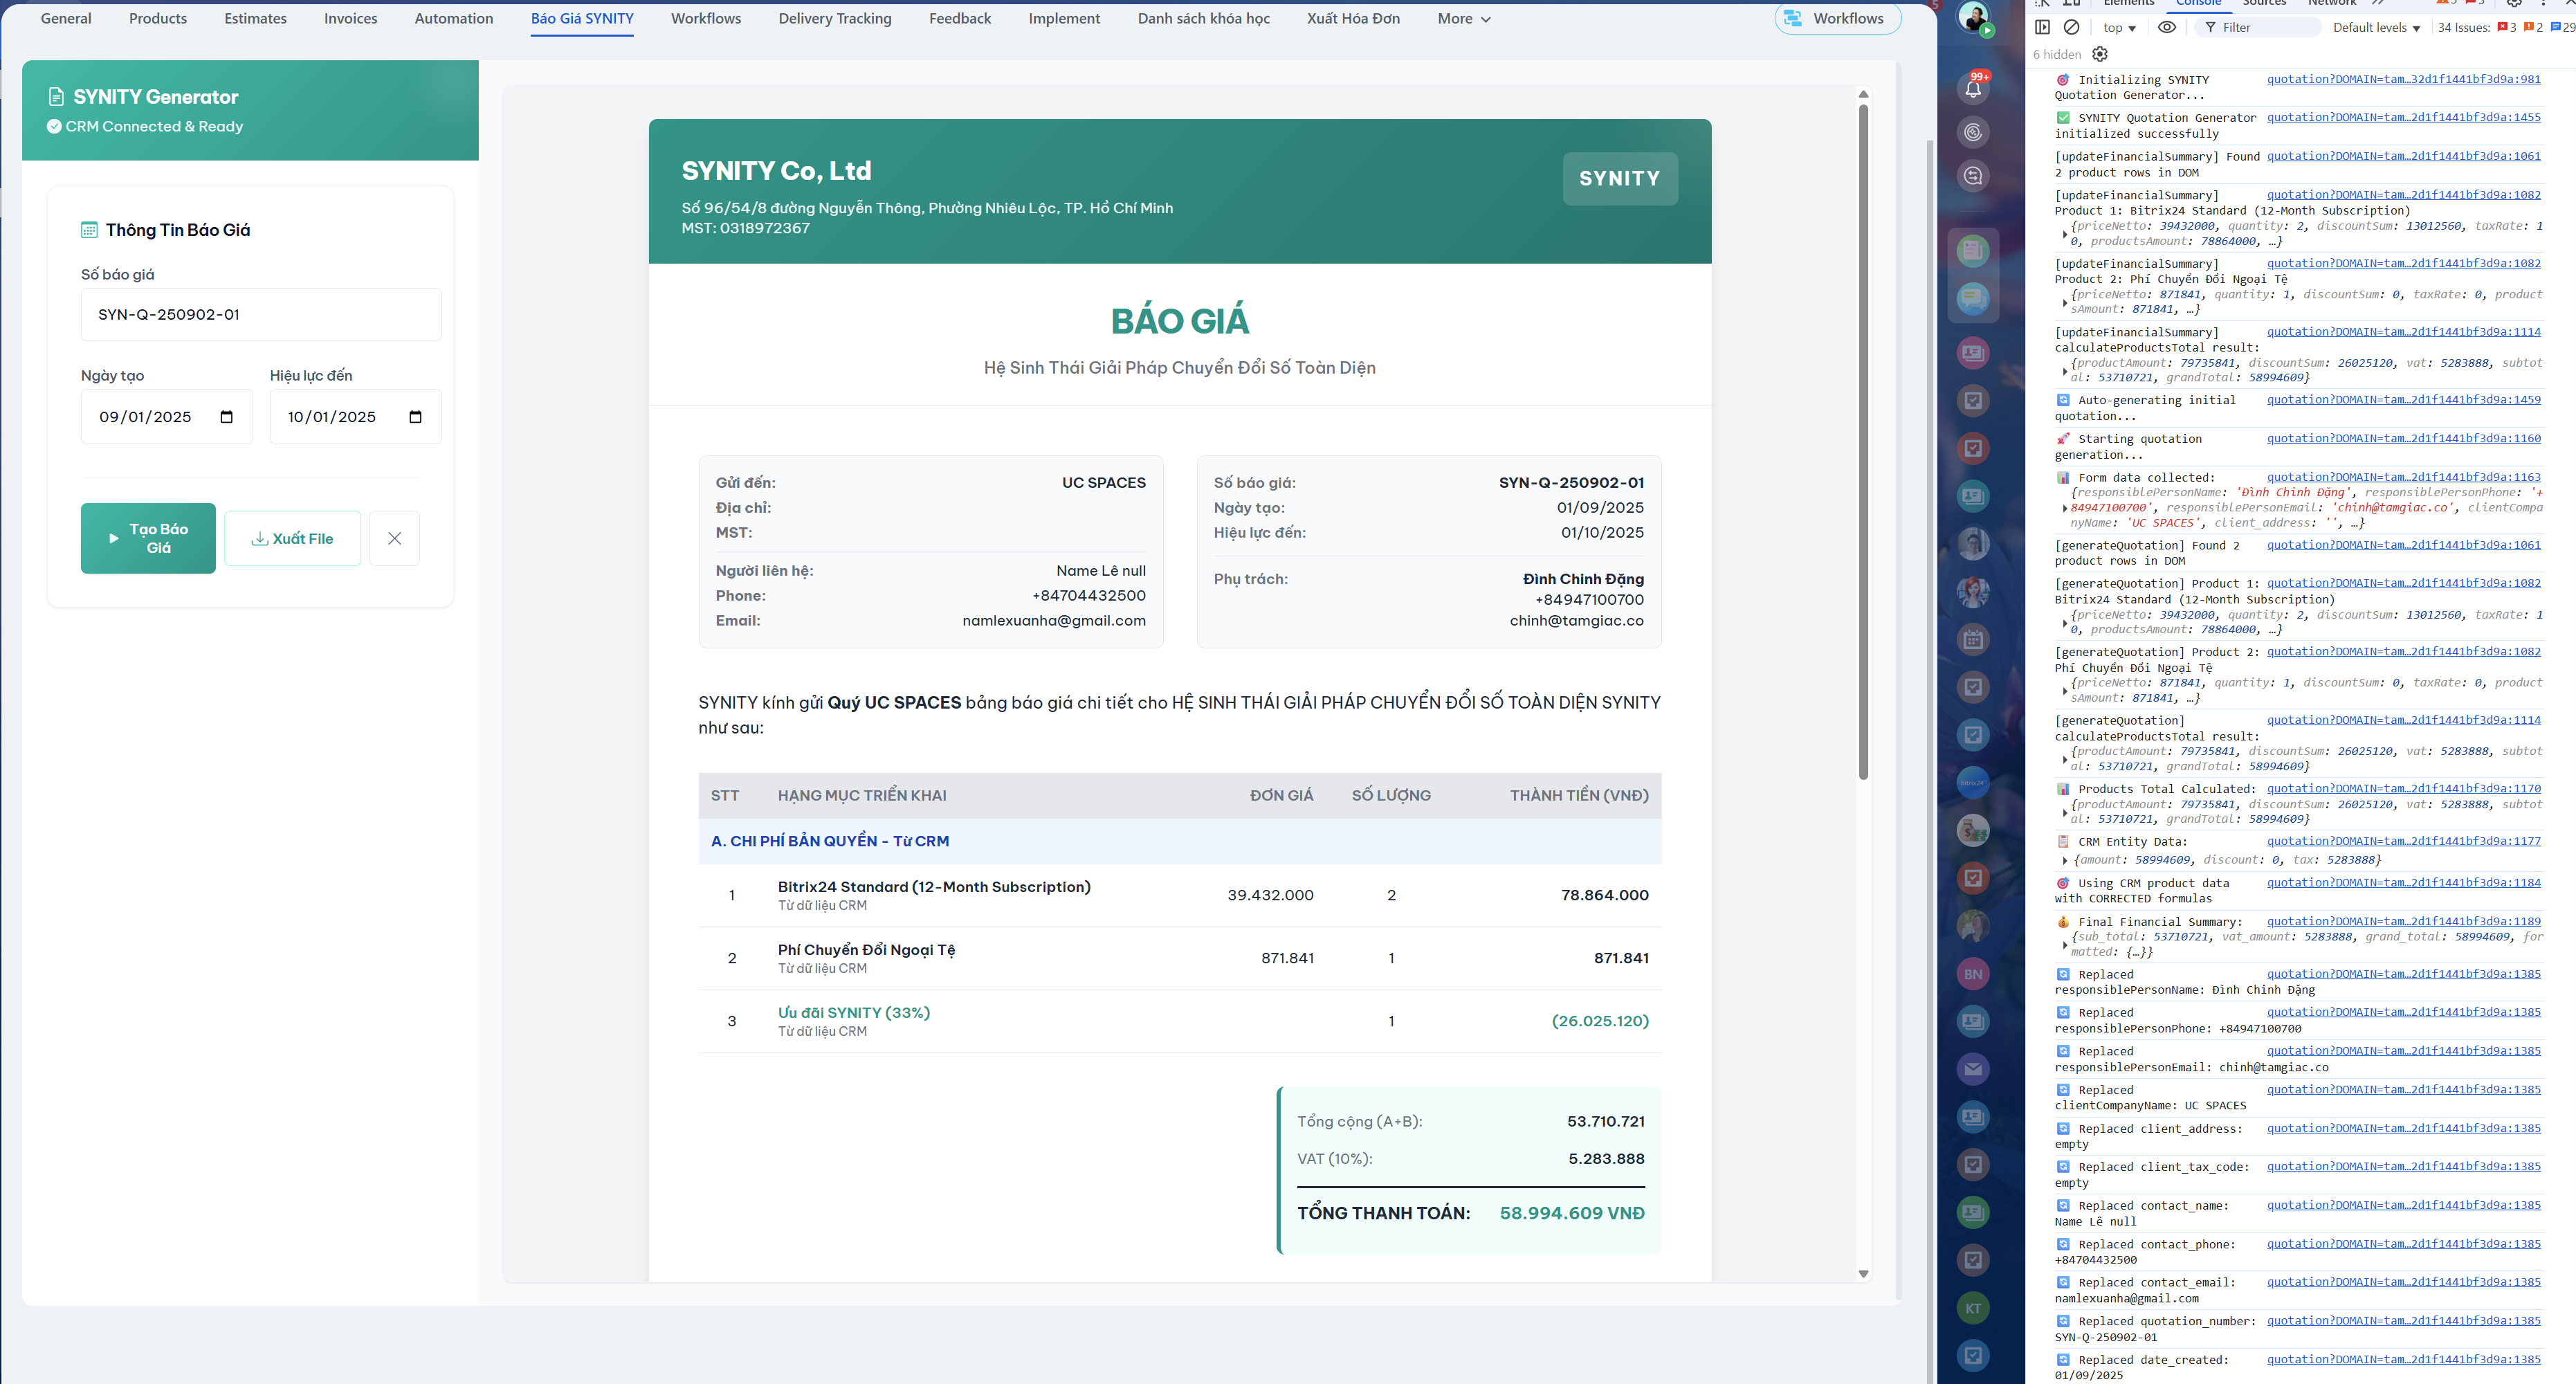 General Products Estimates Invoices Automation Báo Giá SYNITY Workflows Delivery Tracking Feedback Implement Danh sách khóa học Xuất Hóa Đơn More Workflows
SYNITY Generator
CRM Connected & Ready
Thông Tin Báo Giá
Số báo giá
SYN-Q-250902-01
Ngày tạo Hiệu lực đến
09/01/2025 10/01/2025
Tạo Báo
Giá
Xuất File
SYNITY Co, Ltd
Số 96/54/8 đường Nguyễn Thông, Phường Nhiêu Lộc, TP. Hồ Chí Minh
MST: 0318972367
SYNITY
BÁO GIÁ
Hệ Sinh Thái Giải Pháp Chuyển Đổi Số Toàn Diện
Gửi đến: UC SPACES
Địa chỉ:
MST:
Người liên hệ: Name Lê null
Phone: +84704432500
Email: namlexuanha@gmail.com
Số báo giá: SYN-Q-250902-01
Ngày tạo: 01/09/2025
Hiệu lực đến: 01/10/2025
Phụ trách: Đình Chinh Đặng
+84947100700
chinh@tamgiac.co
SYNITY kính gửi Quý UC SPACES bảng báo giá chi tiết cho HỆ SINH THÁI GIẢI PHÁP CHUYỂN ĐỔI SỐ TOÀN DIỆN SYNITY
như sau:
STT HẠNG MỤC TRIỂN KHAI ĐƠN GIÁ SỐ LƯỢNG THÀNH TIỀN (VNĐ)
A. CHI PHÍ BẢN QUYỀN - Từ CRM
1 Bitrix24 Standard (12-Month Subscription) 39.432.000 2 78.864.000
Từ dữ liệu CRM
2 Phí Chuyển Đổi Ngoại Tệ 871.841 1 871.841
Từ dữ liệu CRM
3 Ưu đãi SYNITY (33%) 1 (26.025.120)
Từ dữ liệu CRM
Tổng cộng (A+B): 53.710.721
VAT (10%): 5.283.888
TỔNG THANH TOÁN: 58.994.609 VNĐ
99+
BN
KT
Elements Console Sources Network
top Filter Default levels 34 Issues: 3 2 29
6 hidden
Initializing SYNITY quotation?DOMAIN=tam…32d1f1441bf3d9a:981
Quotation Generator...
SYNITY Quotation Generator quotation?DOMAIN=tam…2d1f1441bf3d9a:1455
initialized successfully
[updateFinancialSummary] Found quotation?DOMAIN=tam…2d1f1441bf3d9a:1061
2 product rows in DOM
[updateFinancialSummary] quotation?DOMAIN=tam…2d1f1441bf3d9a:1082
Product 1: Bitrix24 Standard (12-Month Subscription)
{priceNetto: 39432000, quantity: 2, discountSum: 13012560, taxRate: 1
0, productsAmount: 78864000, …}
[updateFinancialSummary] quotation?DOMAIN=tam…2d1f1441bf3d9a:1082
Product 2: Phí Chuyển Đổi Ngoại Tệ
{priceNetto: 871841, quantity: 1, discountSum: 0, taxRate: 0, product
sAmount: 871841, …}
[updateFinancialSummary] quotation?DOMAIN=tam…2d1f1441bf3d9a:1114
calculateProductsTotal result:
{productAmount: 79735841, discountSum: 26025120, vat: 5283888, subtot
al: 53710721, grandTotal: 58994609}
Auto-generating initial quotation?DOMAIN=tam…2d1f1441bf3d9a:1459
quotation...
Starting quotation quotation?DOMAIN=tam…2d1f1441bf3d9a:1160
generation...
Form data collected: quotation?DOMAIN=tam…2d1f1441bf3d9a:1163
{responsiblePersonName: 'Đình Chinh Đặng', responsiblePersonPhone: '+
84947100700', responsiblePersonEmail: 'chinh@tamgiac.co', clientCompa
nyName: 'UC SPACES', client_address: '', …}
[generateQuotation] Found 2 quotation?DOMAIN=tam…2d1f1441bf3d9a:1061
product rows in DOM
[generateQuotation] Product 1: quotation?DOMAIN=tam…2d1f1441bf3d9a:1082
Bitrix24 Standard (12-Month Subscription)
{priceNetto: 39432000, quantity: 2, discountSum: 13012560, taxRate: 1
0, productsAmount: 78864000, …}
[generateQuotation] Product 2: quotation?DOMAIN=tam…2d1f1441bf3d9a:1082
Phí Chuyển Đổi Ngoại Tệ
{priceNetto: 871841, quantity: 1, discountSum: 0, taxRate: 0, product
sAmount: 871841, …}
[generateQuotation] quotation?DOMAIN=tam…2d1f1441bf3d9a:1114
calculateProductsTotal result:
{productAmount: 79735841, discountSum: 26025120, vat: 5283888, subtot
al: 53710721, grandTotal: 58994609}
Products Total Calculated: quotation?DOMAIN=tam…2d1f1441bf3d9a:1170
{productAmount: 79735841, discountSum: 26025120, vat: 5283888, subtot
al: 53710721, grandTotal: 58994609}
CRM Entity Data: quotation?DOMAIN=tam…2d1f1441bf3d9a:1177
{amount: 58994609, discount: 0, tax: 5283888}
Using CRM product data quotation?DOMAIN=tam…2d1f1441bf3d9a:1184
with CORRECTED formulas
Final Financial Summary: quotation?DOMAIN=tam…2d1f1441bf3d9a:1189
{sub_total: 53710721, vat_amount: 5283888, grand_total: 58994609, for
matted: {…}}
Replaced quotation?DOMAIN=tam…2d1f1441bf3d9a:1385
responsiblePersonName: Đình Chinh Đặng
Replaced quotation?DOMAIN=tam…2d1f1441bf3d9a:1385
responsiblePersonPhone: +84947100700
Replaced quotation?DOMAIN=tam…2d1f1441bf3d9a:1385
responsiblePersonEmail: chinh@tamgiac.co
Replaced quotation?DOMAIN=tam…2d1f1441bf3d9a:1385
clientCompanyName: UC SPACES
Replaced client_address: quotation?DOMAIN=tam…2d1f1441bf3d9a:1385
empty
Replaced client_tax_code: quotation?DOMAIN=tam…2d1f1441bf3d9a:1385
empty
Replaced contact_name: quotation?DOMAIN=tam…2d1f1441bf3d9a:1385
Name Lê null
Replaced contact_phone: quotation?DOMAIN=tam…2d1f1441bf3d9a:1385
+84704432500
Replaced contact_email: quotation?DOMAIN=tam…2d1f1441bf3d9a:1385
namlexuanha@gmail.com
Replaced quotation_number: quotation?DOMAIN=tam…2d1f1441bf3d9a:1385
SYN-Q-250902-01
Replaced date_created: quotation?DOMAIN=tam…2d1f1441bf3d9a:1385
01/09/2025